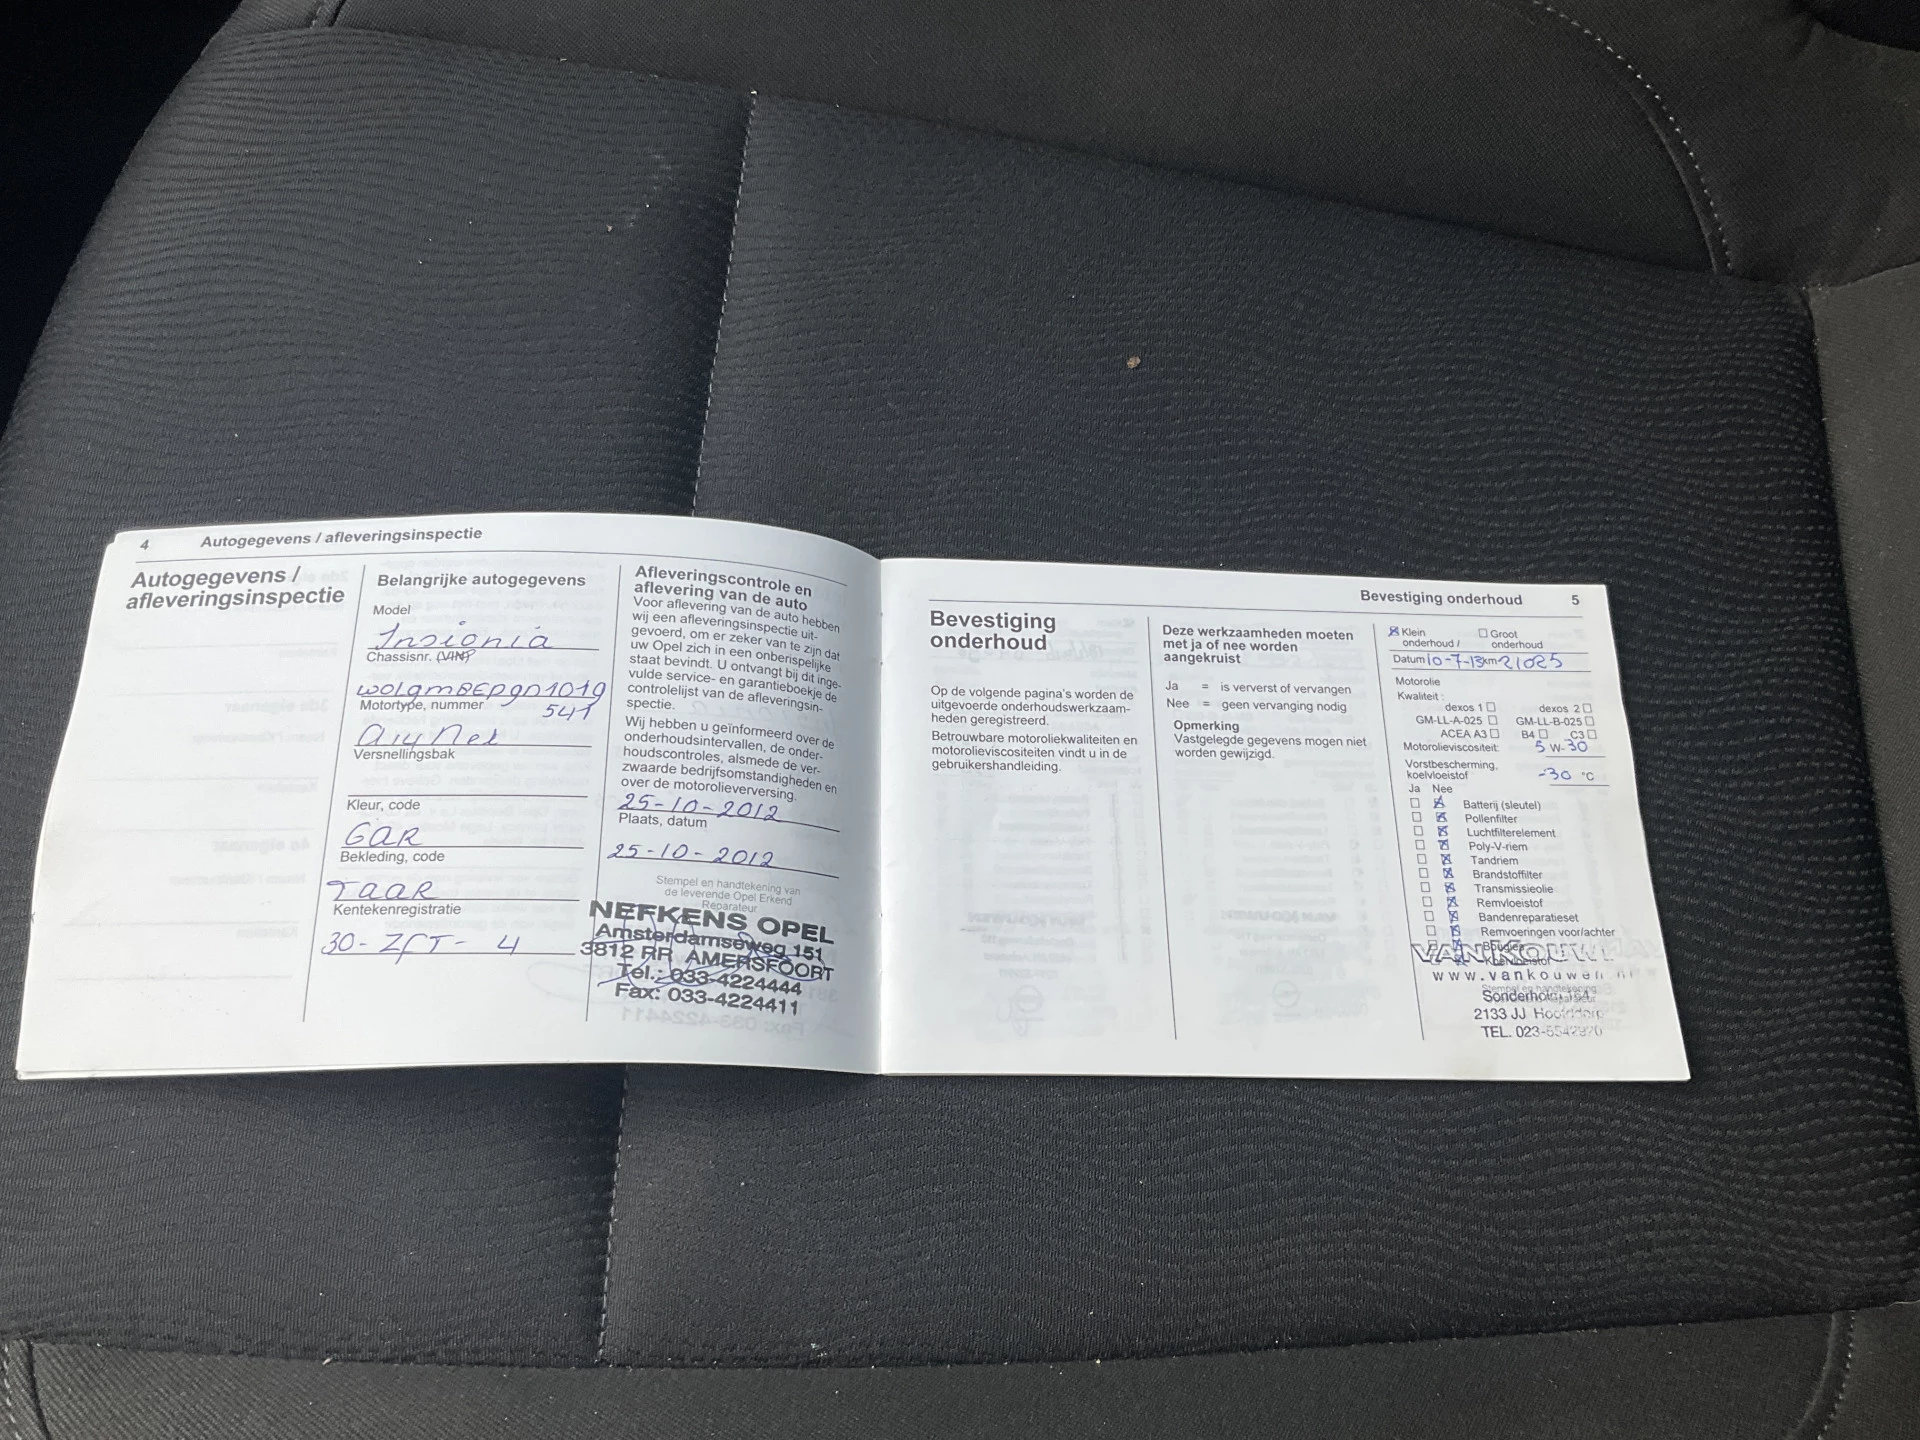 4 Autogegevens / afleveringsinspectie
Autogegevens /
afleveringsinspectie
Belangrijke autogegevens
Model
Insignia
Chassisnr. (VIN)
541
Motortype, nummer
Versnellingsbak
Kleur, code
GAR
Bekleding, code
TAAR
Kentekenregistratie
30-ZFT-4
Afleveringscontrole en
aflevering van de auto
Voor aflevering van de auto hebben
wij een afleveringsinspectie uit-
gevoerd, om er zeker van te zijn dat
uw Opel zich in een onberispelijke
staat bevindt. U ontvangt bij dit inge-
vulde service- en garantieboekje de
controlelijst van de afleveringsin-
spectie.
Wij hebben u geïnformeerd over de
onderhoudsintervallen, de onder-
houdscontroles, alsmede de ver-
zwaarde bedrijfsomstandigheden en
over de motorolieverversing.
25-10-2012
Plaats, datum
25-10-2012
Stempel en handtekening van
de leverende Opel Erkend
Reparateur
NEFKENS OPEL
Amsterdamseweg 151
3812 RR AMERSFOORT
Tel.: 033-4224444
Fax: 033-4224411
Bevestiging onderhoud 5
Bevestiging
onderhoud
Op de volgende pagina's worden de
uitgevoerde onderhoudswerkzaam-
heden geregistreerd.
Betrouwbare motoroliekwaliteiten en
motorolieviscositeiten vindt u in de
gebruikershandleiding.
Deze werkzaamheden moeten
met ja of nee worden
aangekruist
Ja = is ververst of vervangen
Nee = geen vervanging nodig
Opmerking
Vastgelegde gegevens mogen niet
worden gewijzigd.
Klein onderhoud / Groot onderhoud
Datum 10-7-13 km 21025
Motorolie
Kwaliteit :
dexos 1 dexos 2
GM-LL-A-025 GM-LL-B-025
ACEA A3 B4 C3
Motorolieviscositeit: 5 W-30
Vorstbescherming,
koelvloeistof -30 °C
Ja Nee
Batterij (sleutel)
Pollenfilter
Luchtfilterelement
Poly-V-riem
Tandriem
Brandstoffilter
Transmissieolie
Remvloeistof
Bandenreparatieset
Remvoeringen voor/achter
Bougies
Koelvloeistof
VAN KOUWEN
www.vankouwen.nl
2133 JJ Hoofddorp
TEL. 023-